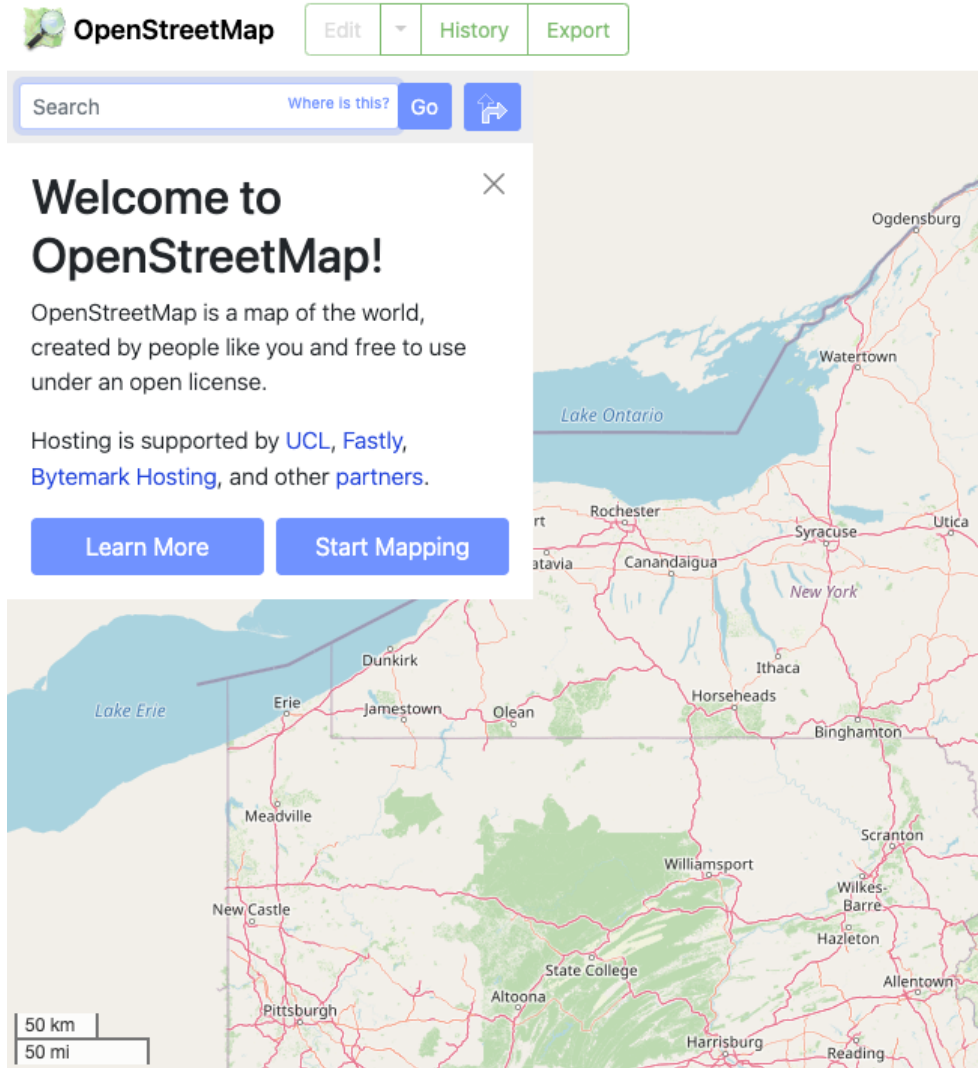 OpenStreetMap
Edit
History
Export
Search
Where is this?
Go
Welcome to
OpenStreetMap!
OpenStreetMap is a map of the world,
created by people like you and free to use
under an open license.
Hosting is supported by UCL, Fastly,
Bytemark Hosting, and other partners.
Learn More
Start Mapping
Ogdensburg
Watertown
Lake Ontario
Rochester
rt
Syracuse
Utica
atavia
Canandaigua
New York
Dunkirk
Ithaca
Lake Erie
Erie
Jamestown
Olean
Horseheads
Binghamton
Meadville
Scranton
Williamsport
Wilkes-
Barre
New Castle
Hazleton
State College
Allentown
Altoona
Pittsburgh
Harrisburg
Reading
50 km
50 mi